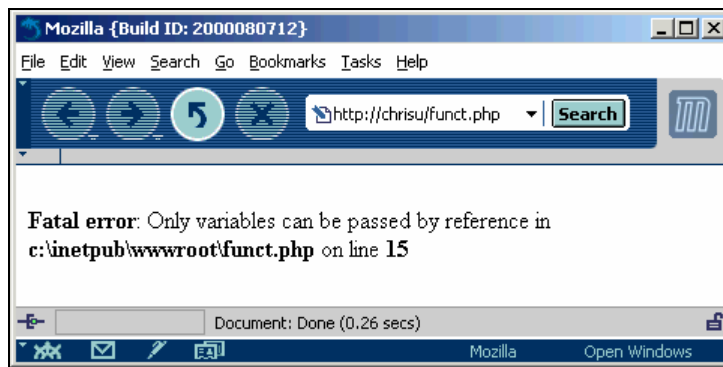 Mozilla {Build ID: 2000080712}
File Edit View Search Go Bookmarks Tasks Help
http://chrisu/funct.php Search
Fatal error: Only variables can be passed by reference in
c:\inetpub\wwwroot\funct.php on line 15
Document: Done (0.26 secs)
Mozilla Open Windows